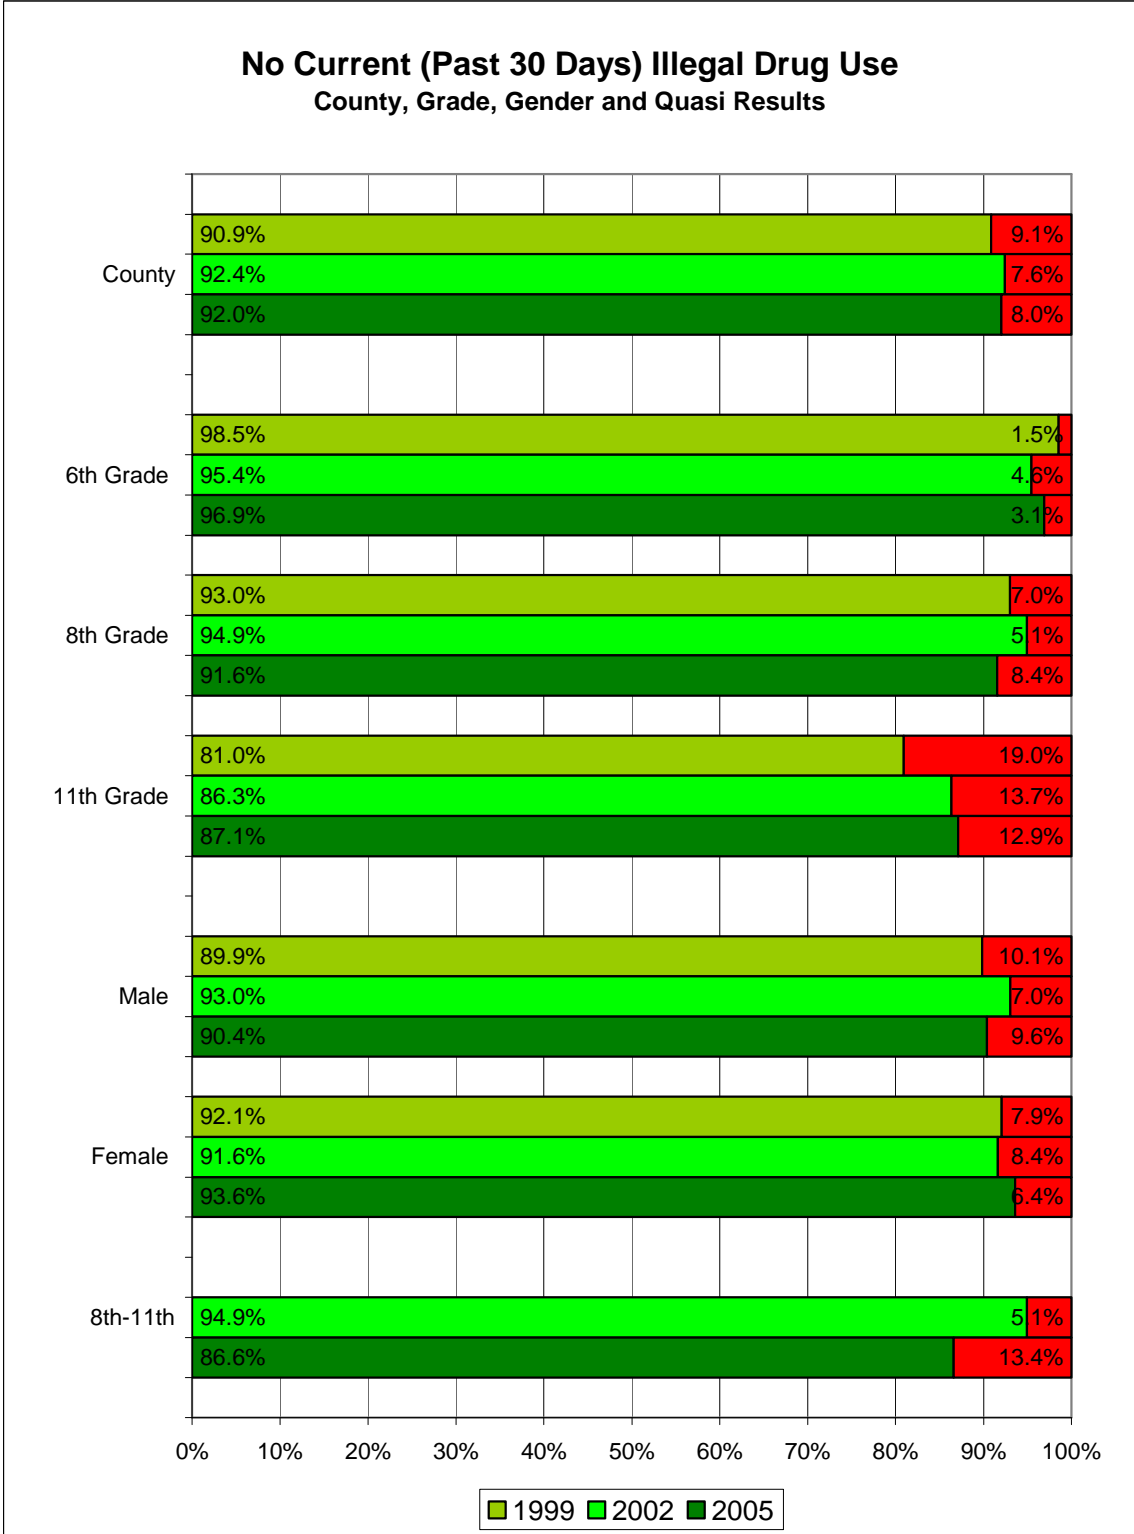 No Current (Past 30 Days) Illegal Drug Use
County, Grade, Gender and Quasi Results
90.9% 9.1%
County 92.4% 7.6%
92.0% 8.0%
98.5% 1.5%
6th Grade 95.4% 4.6%
96.9% 3.1%
93.0% 7.0%
8th Grade 94.9% 5.1%
91.6% 8.4%
81.0% 19.0%
11th Grade 86.3% 13.7%
87.1% 12.9%
89.9% 10.1%
Male 93.0% 7.0%
90.4% 9.6%
92.1% 7.9%
Female 91.6% 8.4%
93.6% 6.4%
8th-11th 94.9% 5.1%
86.6% 13.4%
0% 10% 20% 30% 40% 50% 60% 70% 80% 90% 100%
1999 2002 2005